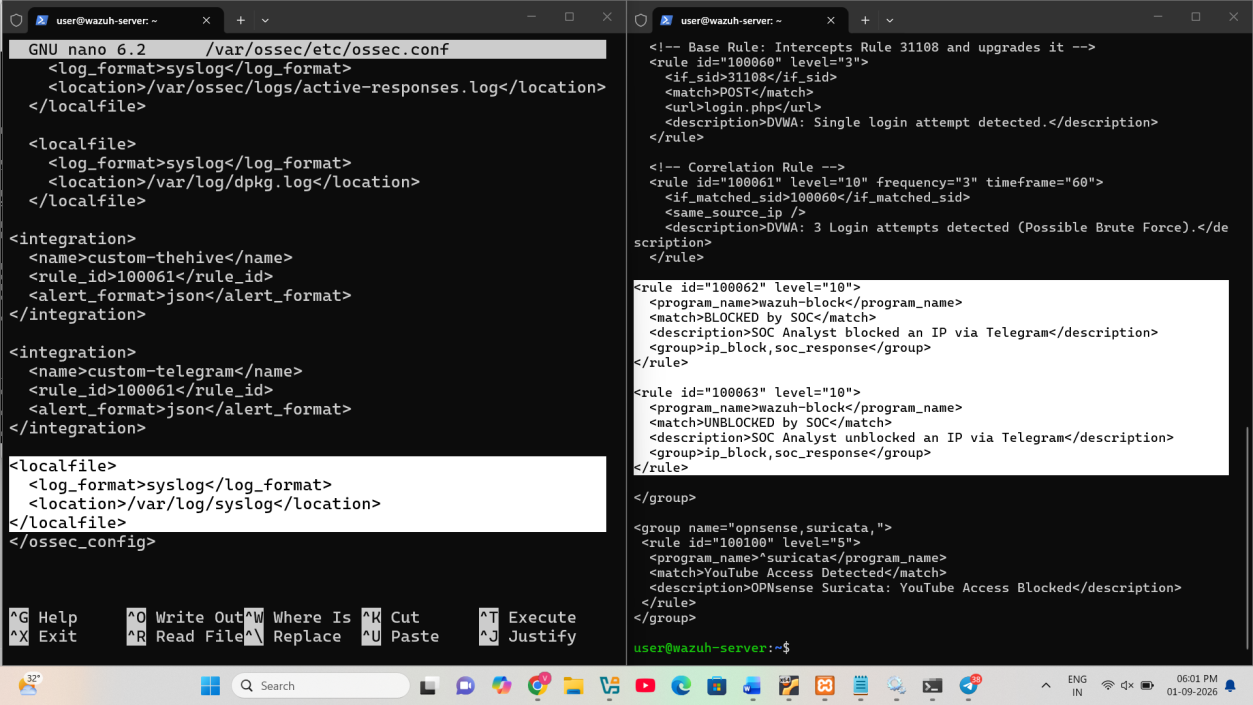 user@wazuh-server: ~
GNU nano 6.2 /var/ossec/etc/ossec.conf
<log_format>syslog</log_format>
<location>/var/ossec/logs/active-responses.log</location>
</localfile>
<localfile>
<log_format>syslog</log_format>
<location>/var/log/dpkg.log</location>
</localfile>
<integration>
<name>custom-thehive</name>
<rule_id>100061</rule_id>
<alert_format>json</alert_format>
</integration>
<integration>
<name>custom-telegram</name>
<rule_id>100061</rule_id>
<alert_format>json</alert_format>
</integration>
<localfile>
<log_format>syslog</log_format>
<location>/var/log/syslog</location>
</localfile>
</ossec_config>
^G Help ^O Write Out ^W Where Is ^K Cut ^T Execute
^X Exit ^R Read File ^\ Replace ^U Paste ^J Justify
user@wazuh-server: ~
<!-- Base Rule: Intercepts Rule 31108 and upgrades it -->
<rule id="100060" level="3">
<if_sid>31108</if_sid>
<match>POST</match>
<url>login.php</url>
<description>DVWA: Single login attempt detected.</description>
</rule>
<!-- Correlation Rule -->
<rule id="100061" level="10" frequency="3" timeframe="60">
<if_matched_sid>100060</if_matched_sid>
<same_source_ip />
<description>DVWA: 3 Login attempts detected (Possible Brute Force).</de
scription>
</rule>
<rule id="100062" level="10">
<program_name>wazuh-block</program_name>
<match>BLOCKED by SOC</match>
<description>SOC Analyst blocked an IP via Telegram</description>
<group>ip_block,soc_response</group>
</rule>
<rule id="100063" level="10">
<program_name>wazuh-block</program_name>
<match>UNBLOCKED by SOC</match>
<description>SOC Analyst unblocked an IP via Telegram</description>
<group>ip_block,soc_response</group>
</rule>
</group>
<group name="opnsense,suricata,">
<rule id="100100" level="5">
<program_name>^suricata</program_name>
<match>YouTube Access Detected</match>
<description>OPNsense Suricata: YouTube Access Blocked</description>
</rule>
</group>
user@wazuh-server:~$
32°
Search
V
38
ENG
IN
06:01 PM
01-09-2026